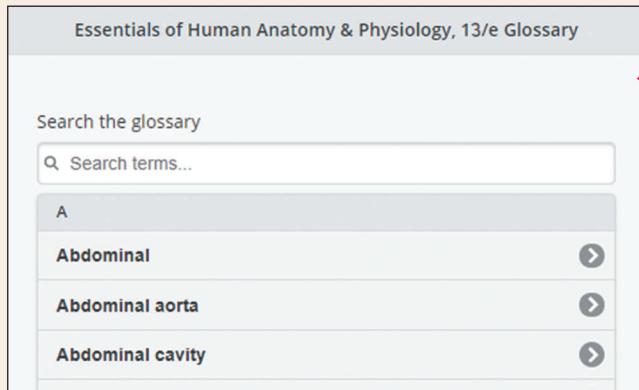 Essentials of Human Anatomy & Physiology, 13/e Glossary
Search the glossary
Search terms...
A
Abdominal
Abdominal aorta
Abdominal cavity